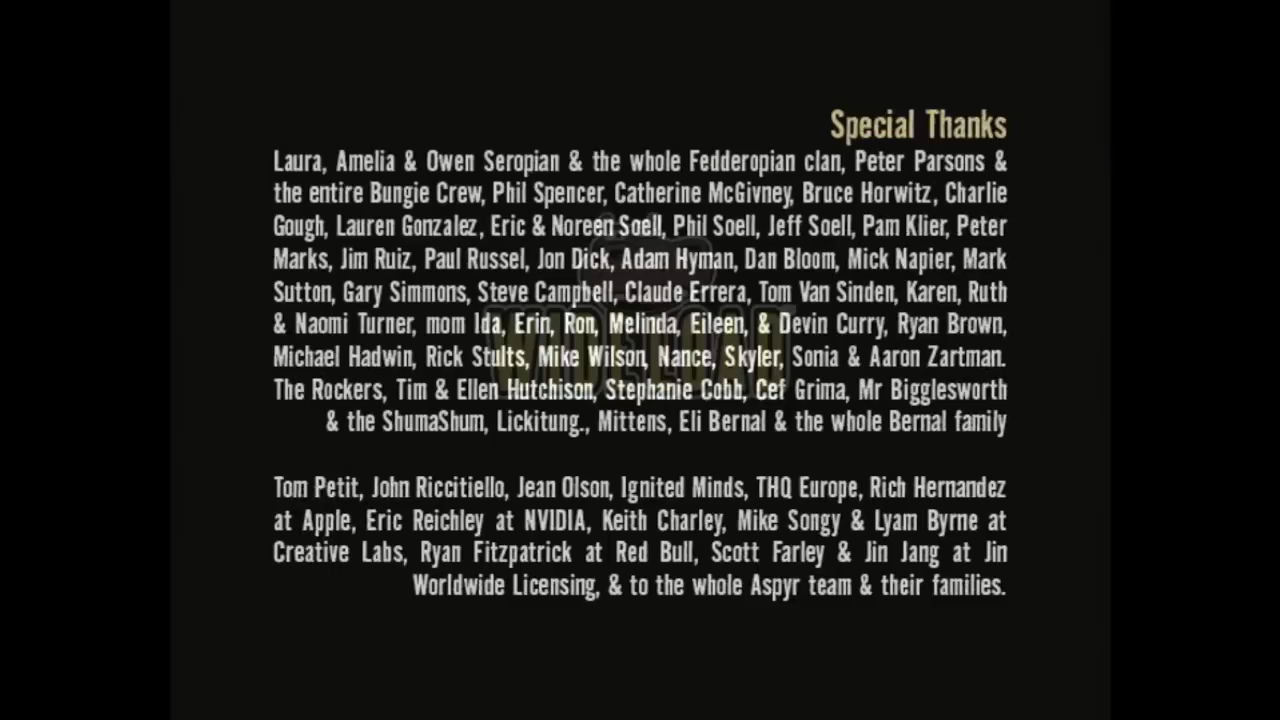 Special Thanks
Laura, Amelia & Owen Seropian & the whole Fedderopian clan, Peter Parsons &
the entire Bungie Crew, Phil Spencer, Catherine McGivney, Bruce Horwitz, Charlie
Gough, Lauren Gonzalez, Eric & Noreen Soell, Phil Soell, Jeff Soell, Pam Klier, Peter
Marks, Jim Ruiz, Paul Russel, Jon Dick, Adam Hyman, Dan Bloom, Mick Napier, Mark
Sutton, Gary Simmons, Steve Campbell, Claude Errera, Tom Van Sinden, Karen, Ruth
& Naomi Turner, mom Ida, Erin, Ron, Melinda, Eileen, & Devin Curry, Ryan Brown,
Michael Hadwin, Rick Stults, Mike Wilson, Nance, Skyler, Sonia & Aaron Zartman.
The Rockers, Tim & Ellen Hutchison, Stephanie Cobb, Cef Grima, Mr Bigglesworth
& the ShumaShum, Lickitung., Mittens, Eli Bernal & the whole Bernal family
Tom Petit, John Riccitiello, Jean Olson, Ignited Minds, THQ Europe, Rich Hernandez
at Apple, Eric Reichley at NVIDIA, Keith Charley, Mike Songy & Lyam Byrne at
Creative Labs, Ryan Fitzpatrick at Red Bull, Scott Farley & Jin Jang at Jin
Worldwide Licensing, & to the whole Aspyr team & their families.
WIDELOAD